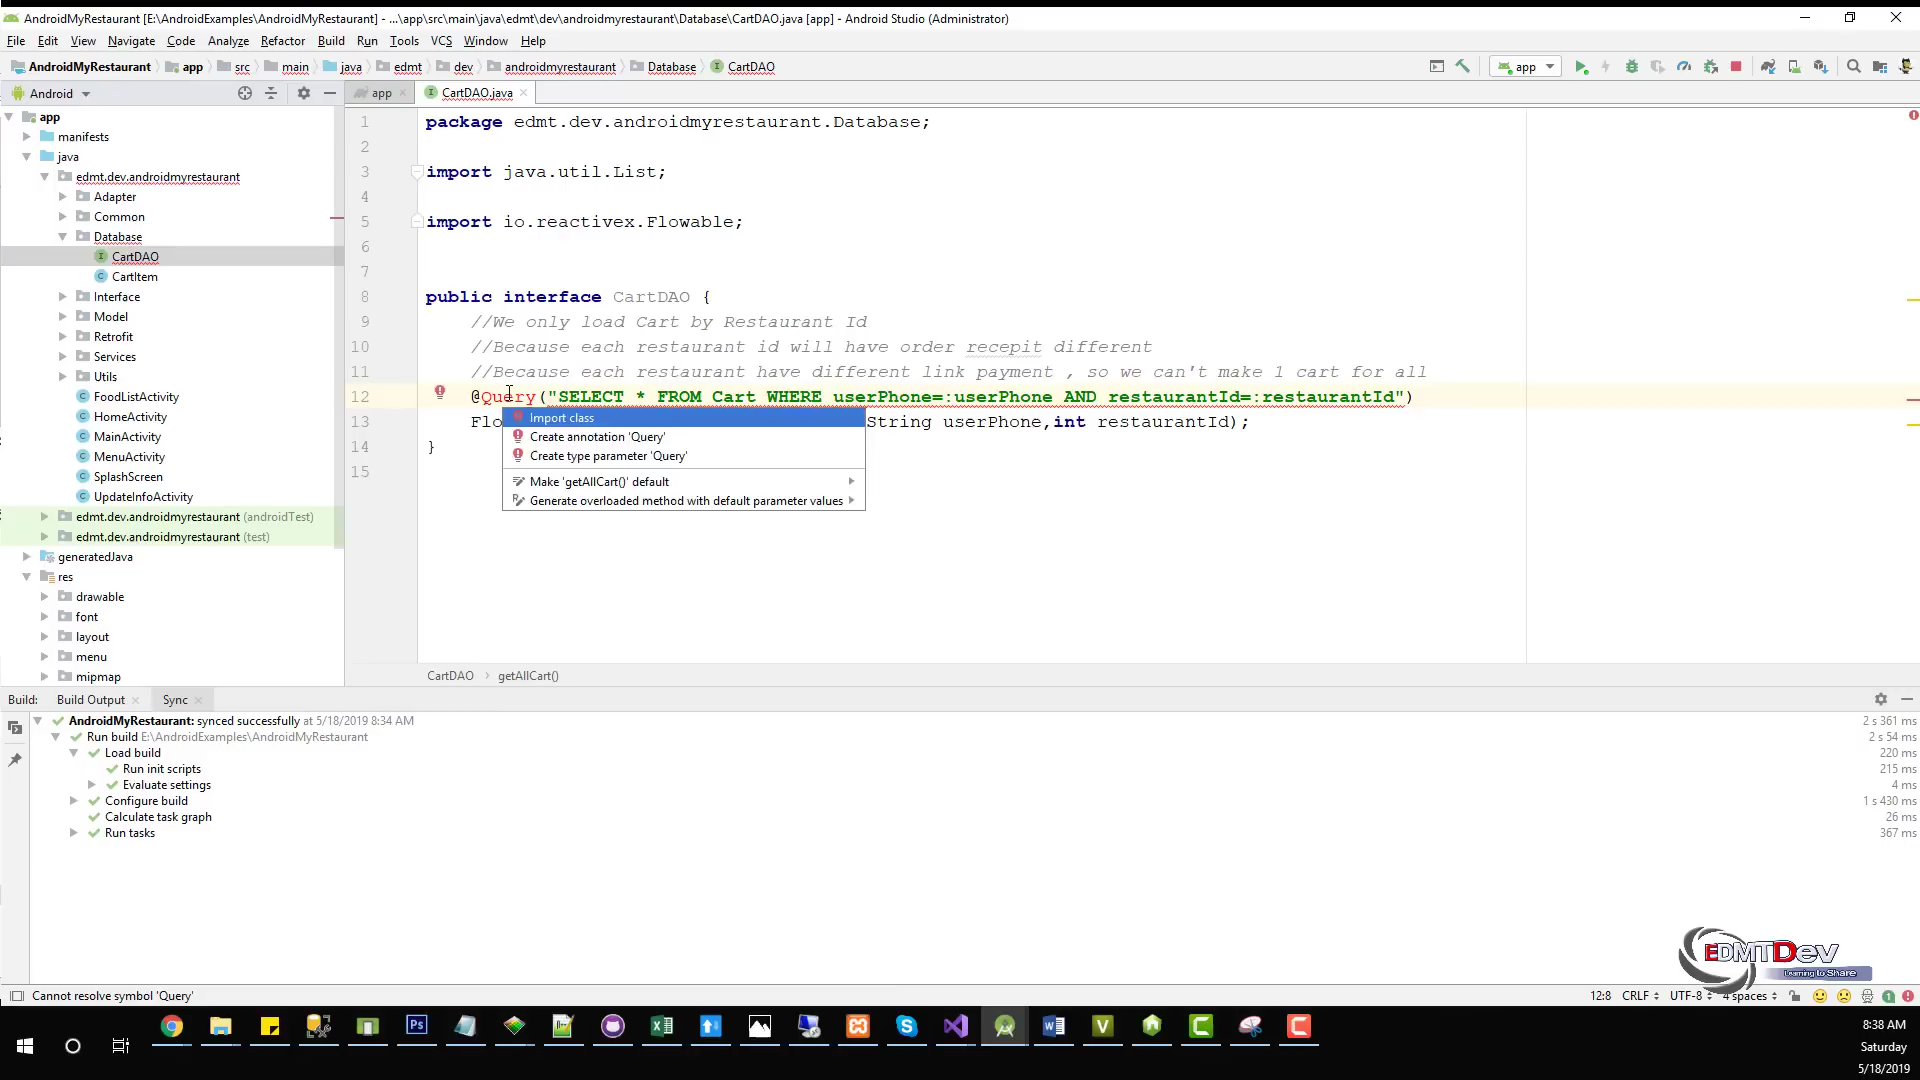 AndroidMyRestaurant [E:\AndroidExamples\AndroidMyRestaurant] - ...\app\src\main\java\edmt\dev\androidmyrestaurant\Database\CartDAO.java [app] - Android Studio (Administrator)
File Edit View Navigate Code Analyze Refactor Build Run Tools VCS Window Help
AndroidMyRestaurant app src main java edmt dev androidmyrestaurant Database CartDAO app
Android app CartDAO.java
app
manifests
java
edmt.dev.androidmyrestaurant
Adapter
Common
Database
CartDAO
CartItem
Interface
Model
Retrofit
Services
Utils
FoodListActivity
HomeActivity
MainActivity
MenuActivity
SplashScreen
UpdateInfoActivity
edmt.dev.androidmyrestaurant (androidTest)
edmt.dev.androidmyrestaurant (test)
generatedJava
res
drawable
font
layout
menu
mipmap
1 package edmt.dev.androidmyrestaurant.Database;
2
3 import java.util.List;
4
5 import io.reactivex.Flowable;
6
7
8 public interface CartDAO {
9 //We only load Cart by Restaurant Id
10 //Because each restaurant id will have order recepit different
11 //Because each restaurant have different link payment , so we can't make 1 cart for all
12 @Query("SELECT * FROM Cart WHERE userPhone=:userPhone AND restaurantId=:restaurantId")
13 Flo String userPhone,int restaurantId);
14 }
15
Import class
Create annotation 'Query'
Create type parameter 'Query'
Make 'getAllCart()' default
Generate overloaded method with default parameter values
CartDAO › getAllCart()
Build: Build Output Sync
AndroidMyRestaurant: synced successfully at 5/18/2019 8:34 AM 2 s 361 ms
Run build E:\AndroidExamples\AndroidMyRestaurant 2 s 54 ms
Load build 220 ms
Run init scripts 215 ms
Evaluate settings 4 ms
Configure build 1 s 430 ms
Calculate task graph 26 ms
Run tasks 367 ms
EDMTDev
Learning to Share
Cannot resolve symbol 'Query' 12:8 CRLF UTF-8 4 spaces 1
8:38 AM
Saturday
5/18/2019